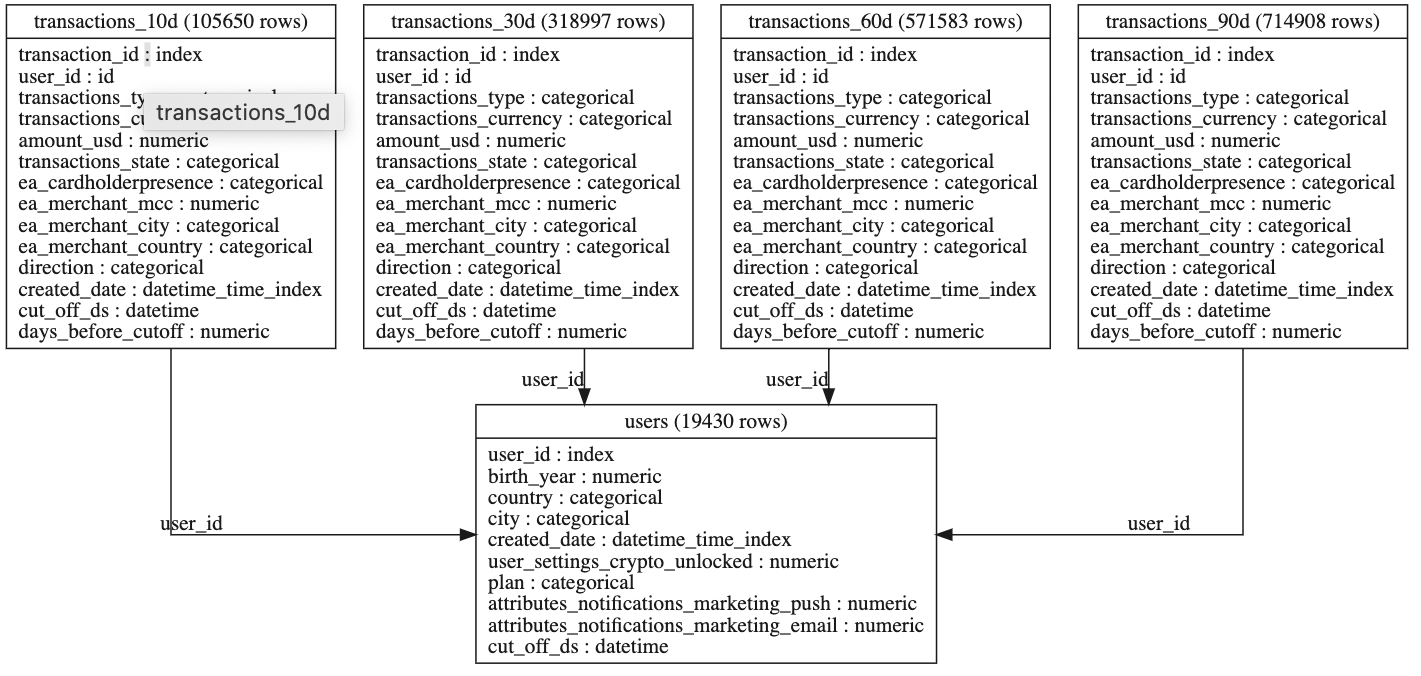 transactions_10d (105650 rows)
transaction_id : index
user_id : id
transactions_ty
transactions_cu
transactions_10d
amount_usd : numeric
transactions_state : categorical
ea_cardholderpresence : categorical
ea_merchant_mcc : numeric
ea_merchant_city : categorical
ea_merchant_country : categorical
direction : categorical
created_date : datetime_time_index
cut_off_ds : datetime
days_before_cutoff : numeric
transactions_30d (318997 rows)
transaction_id : index
user_id : id
transactions_type : categorical
transactions_currency : categorical
amount_usd : numeric
transactions_state : categorical
ea_cardholderpresence : categorical
ea_merchant_mcc : numeric
ea_merchant_city : categorical
ea_merchant_country : categorical
direction : categorical
created_date : datetime_time_index
cut_off_ds : datetime
days_before_cutoff : numeric
transactions_60d (571583 rows)
transaction_id : index
user_id : id
transactions_type : categorical
transactions_currency : categorical
amount_usd : numeric
transactions_state : categorical
ea_cardholderpresence : categorical
ea_merchant_mcc : numeric
ea_merchant_city : categorical
ea_merchant_country : categorical
direction : categorical
created_date : datetime_time_index
cut_off_ds : datetime
days_before_cutoff : numeric
transactions_90d (714908 rows)
transaction_id : index
user_id : id
transactions_type : categorical
transactions_currency : categorical
amount_usd : numeric
transactions_state : categorical
ea_cardholderpresence : categorical
ea_merchant_mcc : numeric
ea_merchant_city : categorical
ea_merchant_country : categorical
direction : categorical
created_date : datetime_time_index
cut_off_ds : datetime
days_before_cutoff : numeric
user_id
user_id
user_id
user_id
users (19430 rows)
user_id : index
birth_year : numeric
country : categorical
city : categorical
created_date : datetime_time_index
user_settings_crypto_unlocked : numeric
plan : categorical
attributes_notifications_marketing_push : numeric
attributes_notifications_marketing_email : numeric
cut_off_ds : datetime